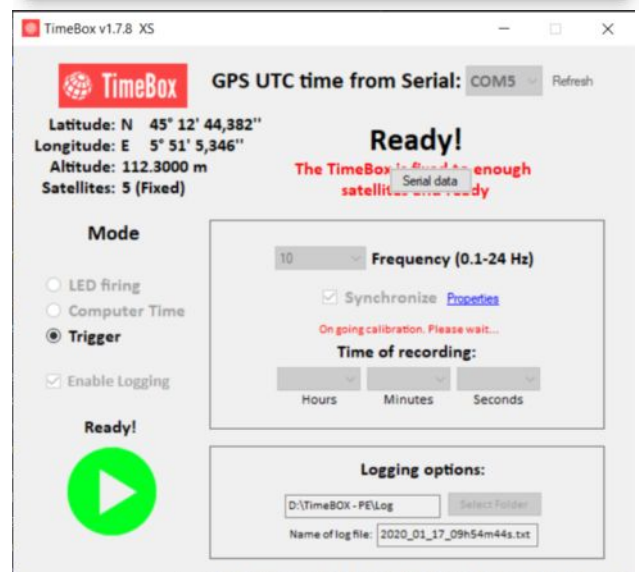 TimeBox v1.7.8 XS
TimeBox
GPS UTC time from Serial: COM5 Refresh
Latitude: N 45° 12' 44,382''
Longitude: E 5° 51' 5,346''
Altitude: 112.3000 m
Satellites: 5 (Fixed)
Ready!
The TimeBox is fixed to enough
satellites and ready
Serial data
Mode
LED firing
Computer Time
Trigger
Enable Logging
Ready!
10 Frequency (0.1-24 Hz)
Synchronize Properties
On going calibration. Please wait...
Time of recording:
Hours Minutes Seconds
Logging options:
D:\TimeBOX - PE\Log Select Folder
Name of log file: 2020_01_17_09h54m44s.txt